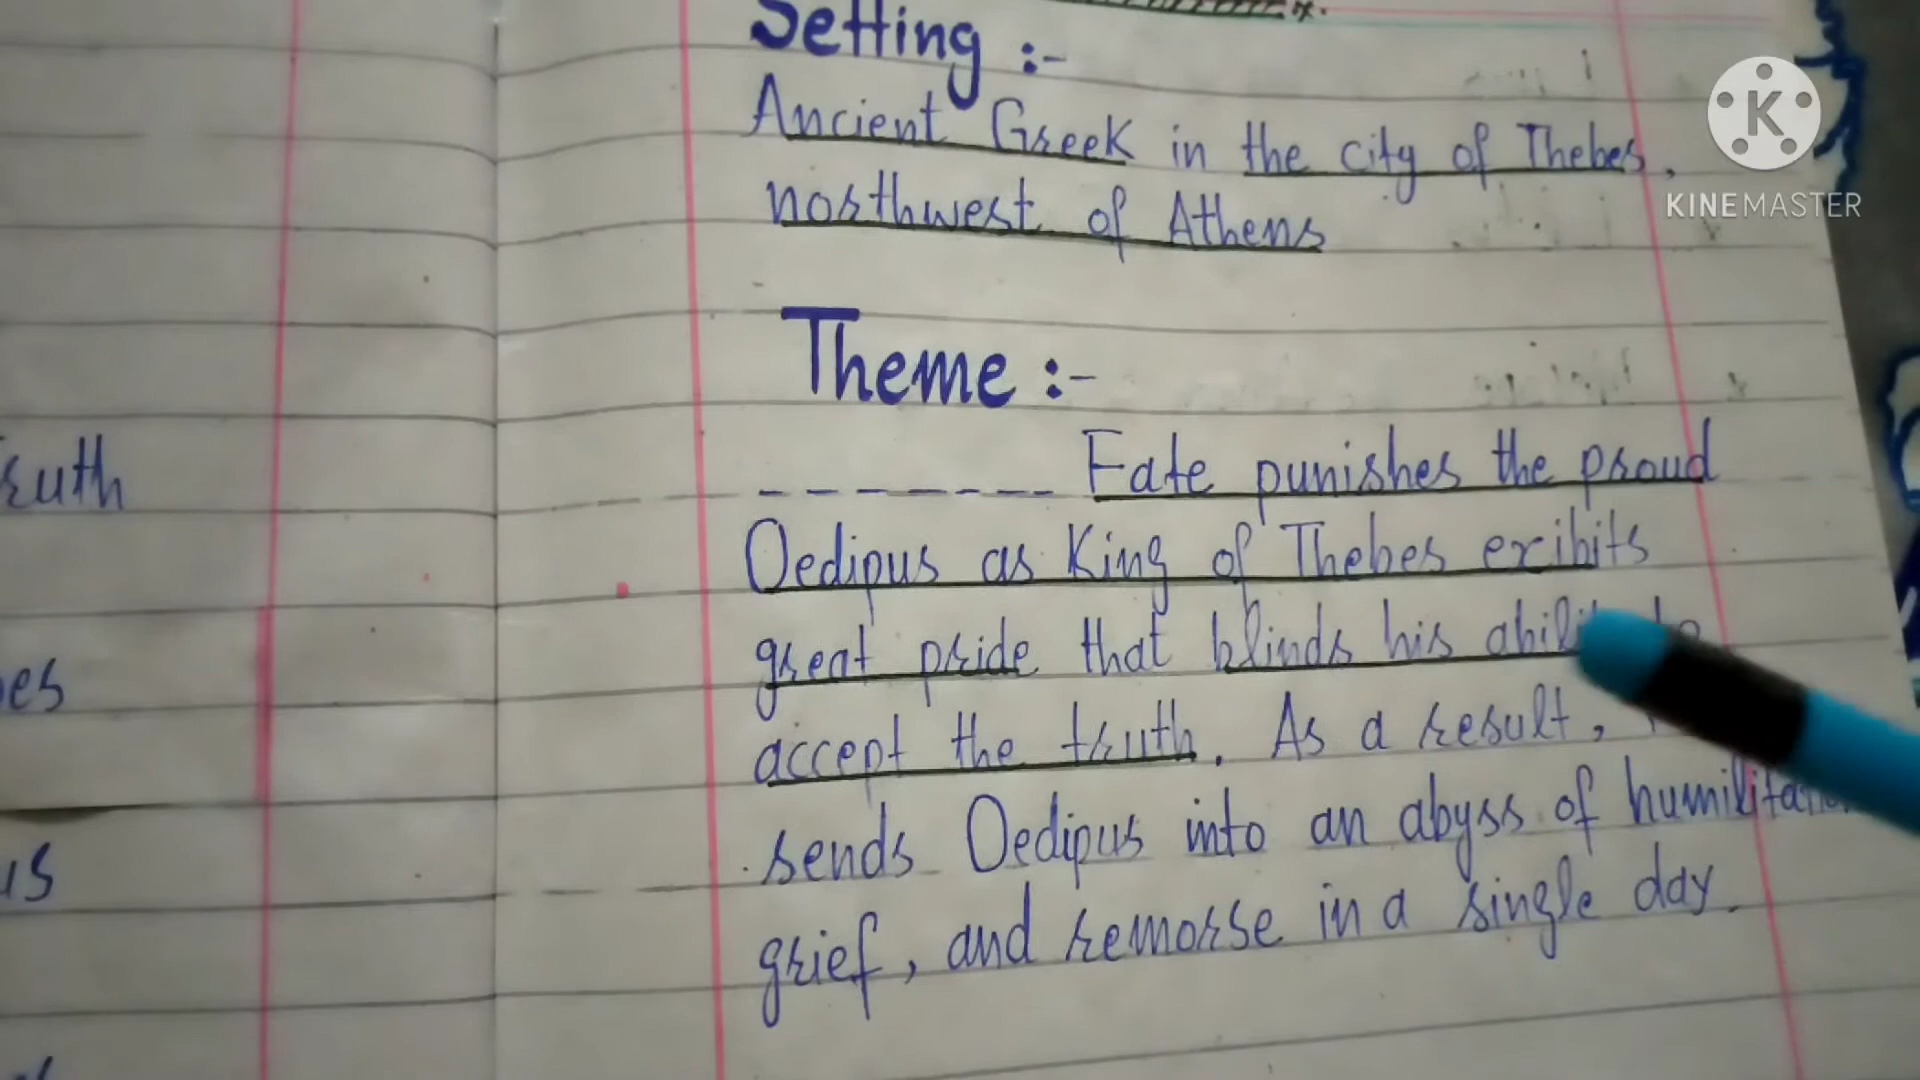 Setting :-
Ancient Greek in the city of Thebes,
northwest of Athens
Theme :-
Fate punishes the proud
Oedipus as King of Thebes exibits
great pride that blinds his
accept the truth. As a result,
sends Oedipus into an abyss of
grief, and remorse in a single day.
K
KINEMASTER
es
us